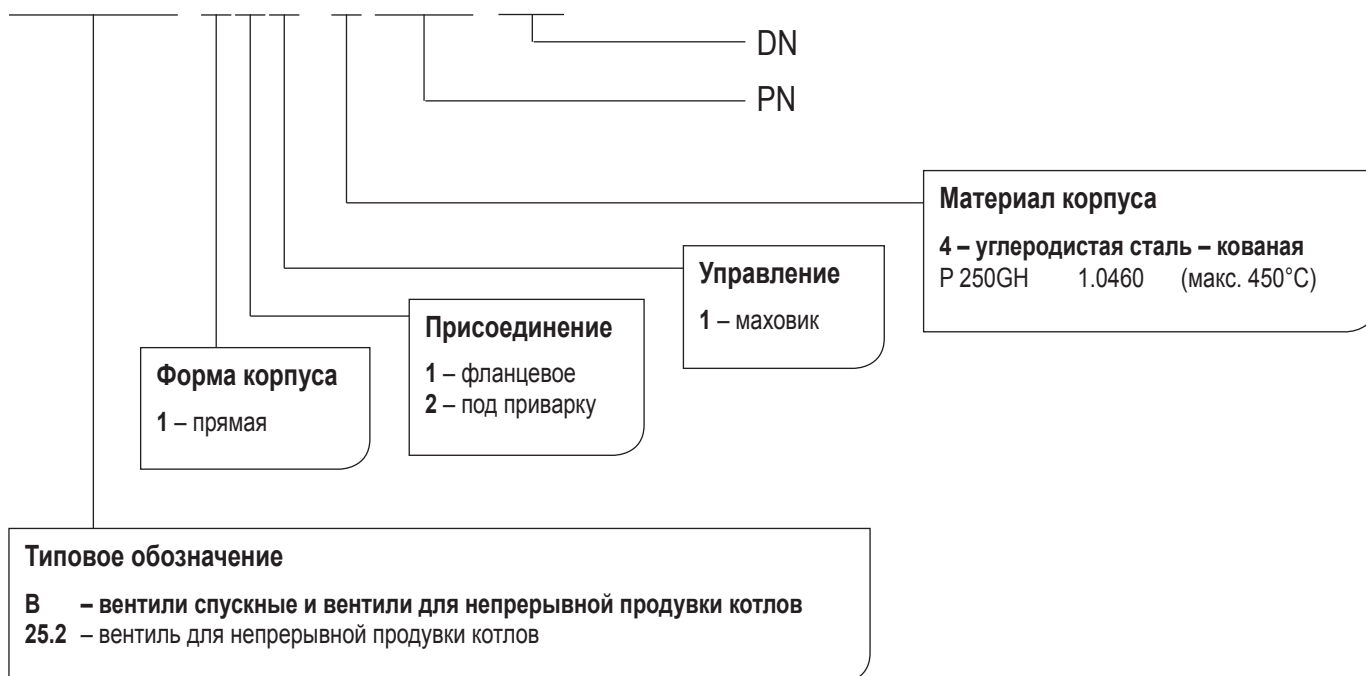 DN
PN
Материал корпуса
4 – углеродистая сталь – кованая
P 250GH 1.0460 (макс. 450°C)
Управление
1 – маховик
Присоединение
1 – фланцевое
2 – под приварку
Форма корпуса
1 – прямая
Типовое обозначение
B – вентили спускные и вентили для непрерывной продувки котлов
25.2 – вентиль для непрерывной продувки котлов